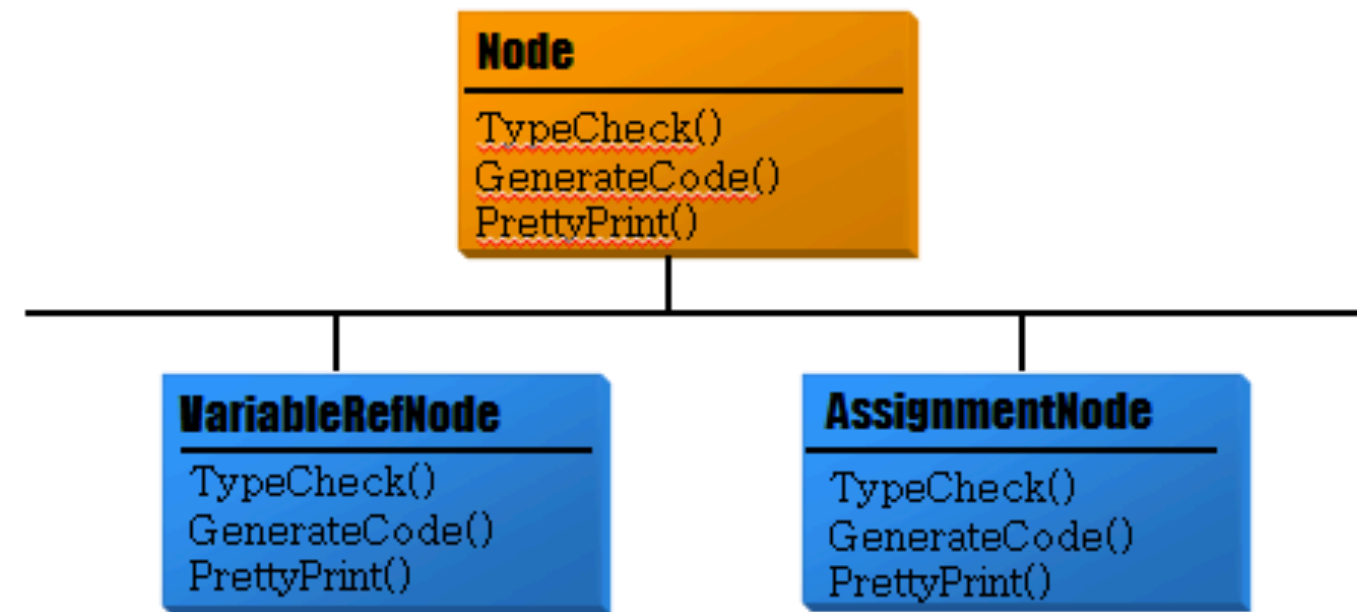 Node
TypeCheck()
GenerateCode()
PrettyPrint()
VariableRefNode
TypeCheck()
GenerateCode()
PrettyPrint()
AssignmentNode
TypeCheck()
GenerateCode()
PrettyPrint()